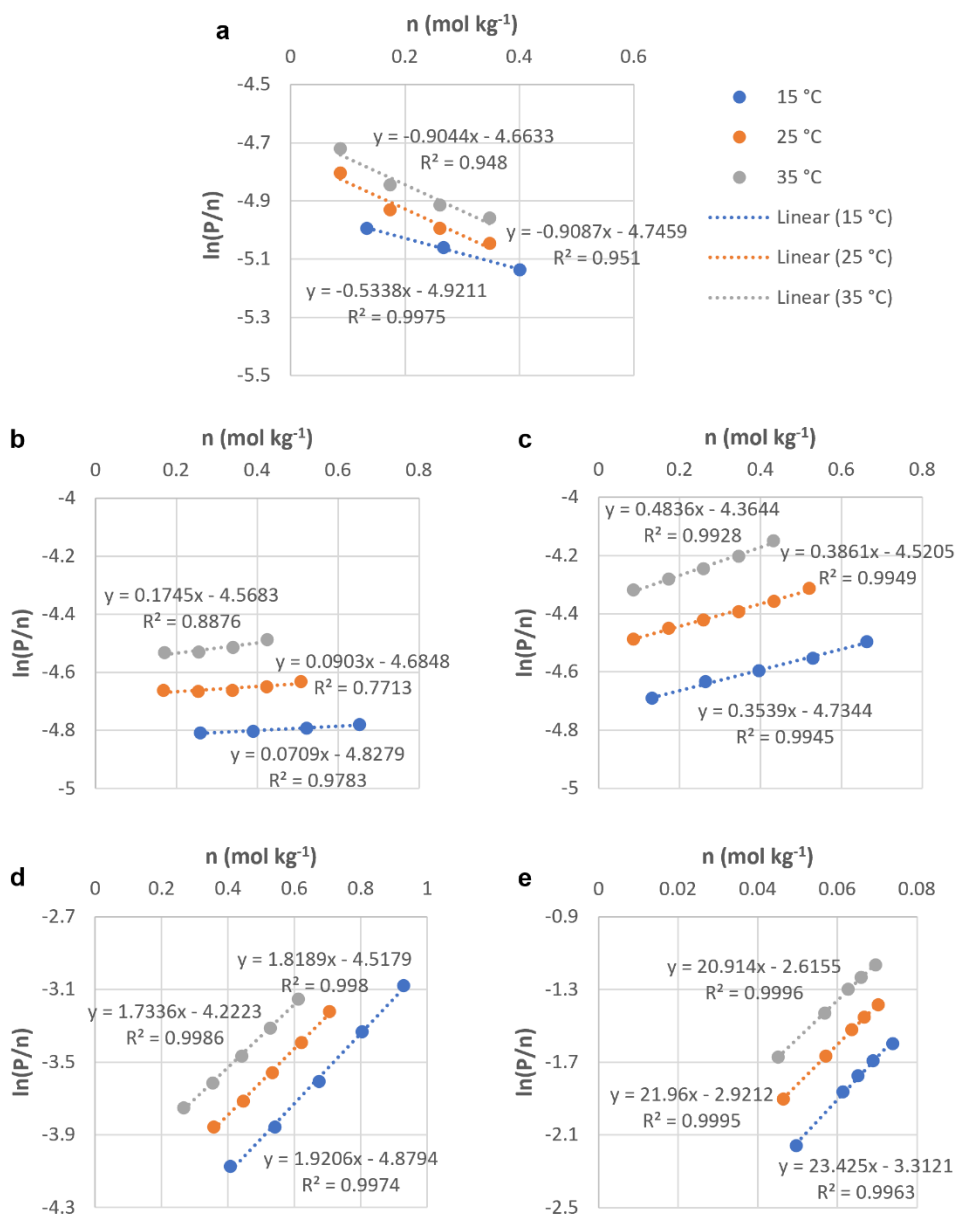 a
n (mol kg⁻¹)
0 0.2 0.4 0.6
-4.5
-4.7
-4.9
-5.1
-5.3
-5.5
ln(P/n)
y = -0.9044x - 4.6633
R² = 0.948
y = -0.9087x - 4.7459
R² = 0.951
y = -0.5338x - 4.9211
R² = 0.9975
15 °C
25 °C
35 °C
Linear (15 °C)
Linear (25 °C)
Linear (35 °C)
b
n (mol kg⁻¹)
0 0.2 0.4 0.6 0.8
-4
-4.2
-4.4
-4.6
-4.8
-5
ln(P/n)
y = 0.1745x - 4.5683
R² = 0.8876
y = 0.0903x - 4.6848
R² = 0.7713
y = 0.0709x - 4.8279
R² = 0.9783
c
n (mol kg⁻¹)
0 0.2 0.4 0.6 0.8
-4
-4.2
-4.4
-4.6
-4.8
-5
ln(P/n)
y = 0.4836x - 4.3644
R² = 0.9928
y = 0.3861x - 4.5205
R² = 0.9949
y = 0.3539x - 4.7344
R² = 0.9945
d
n (mol kg⁻¹)
0 0.2 0.4 0.6 0.8 1
-2.7
-3.1
-3.5
-3.9
-4.3
ln(P/n)
y = 1.8189x - 4.5179
R² = 0.998
y = 1.7336x - 4.2223
R² = 0.9986
y = 1.9206x - 4.8794
R² = 0.9974
e
n (mol kg⁻¹)
0 0.02 0.04 0.06 0.08
-0.9
-1.3
-1.7
-2.1
-2.5
ln(P/n)
y = 20.914x - 2.6155
R² = 0.9996
y = 21.96x - 2.9212
R² = 0.9995
y = 23.425x - 3.3121
R² = 0.9963